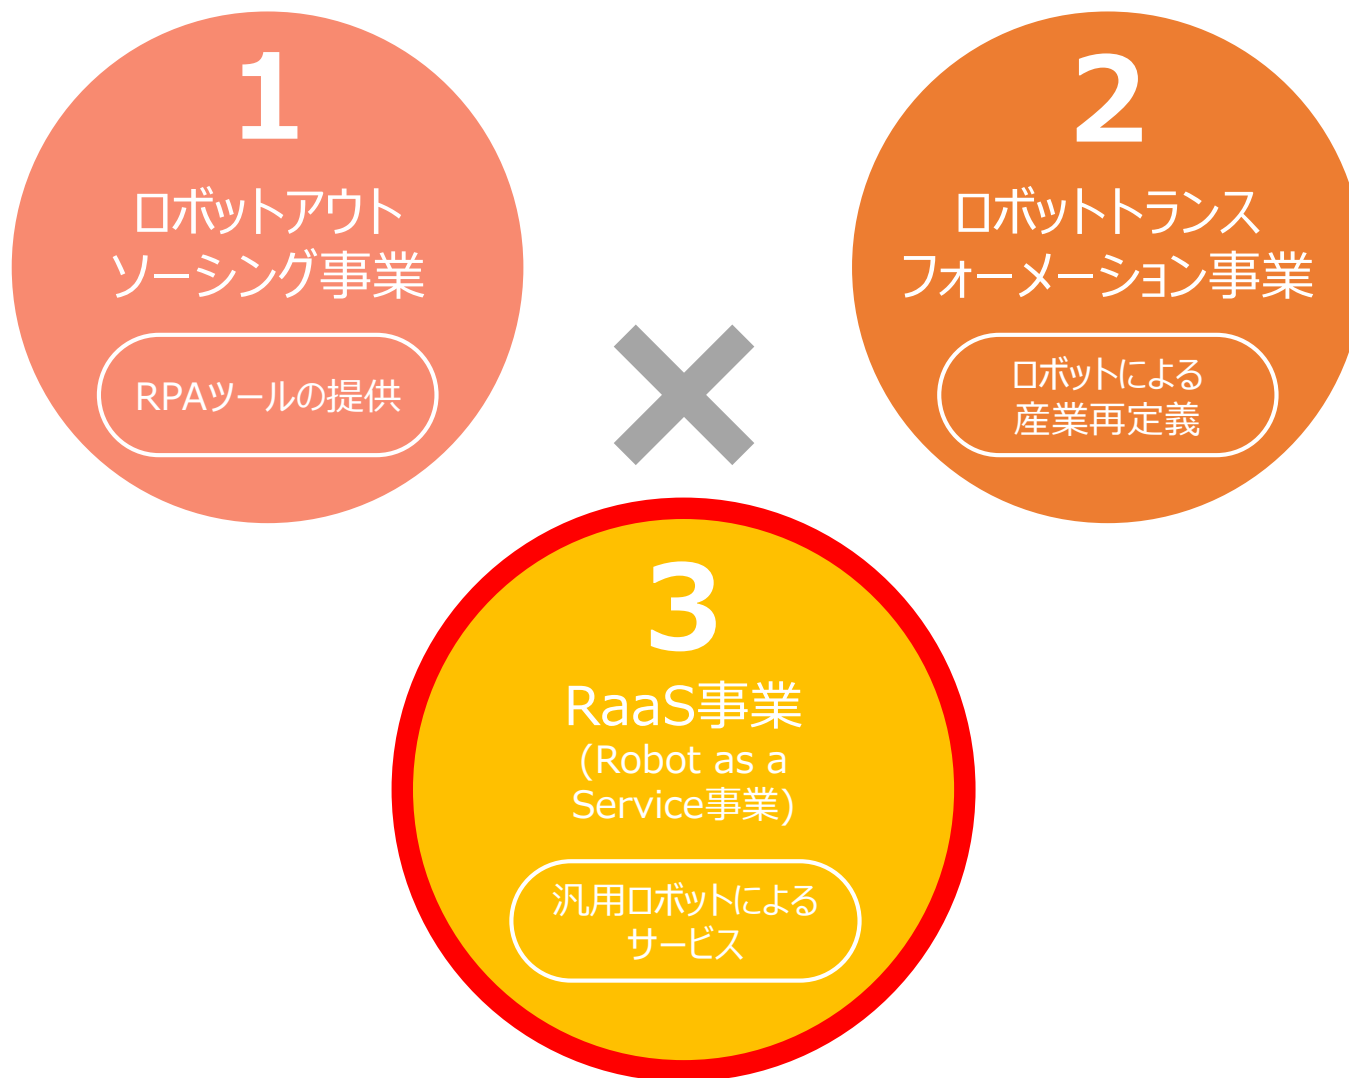 1
ロボットアウト
ソーシング事業
RPAツールの提供
2
ロボットトランス
フォーメーション事業
ロボットによる
産業再定義
3
RaaS事業
(Robot as a
Service事業)
汎用ロボットによる
サービス